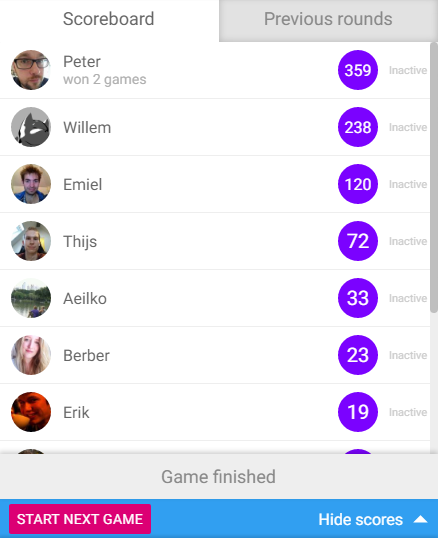 Scoreboard Previous rounds
Peter 359 Inactive
won 2 games
Willem 238 Inactive
Emiel 120 Inactive
Thijs 72 Inactive
Aeilko 33 Inactive
Berber 23 Inactive
Erik 19 Inactive
Game finished
START NEXT GAME Hide scores